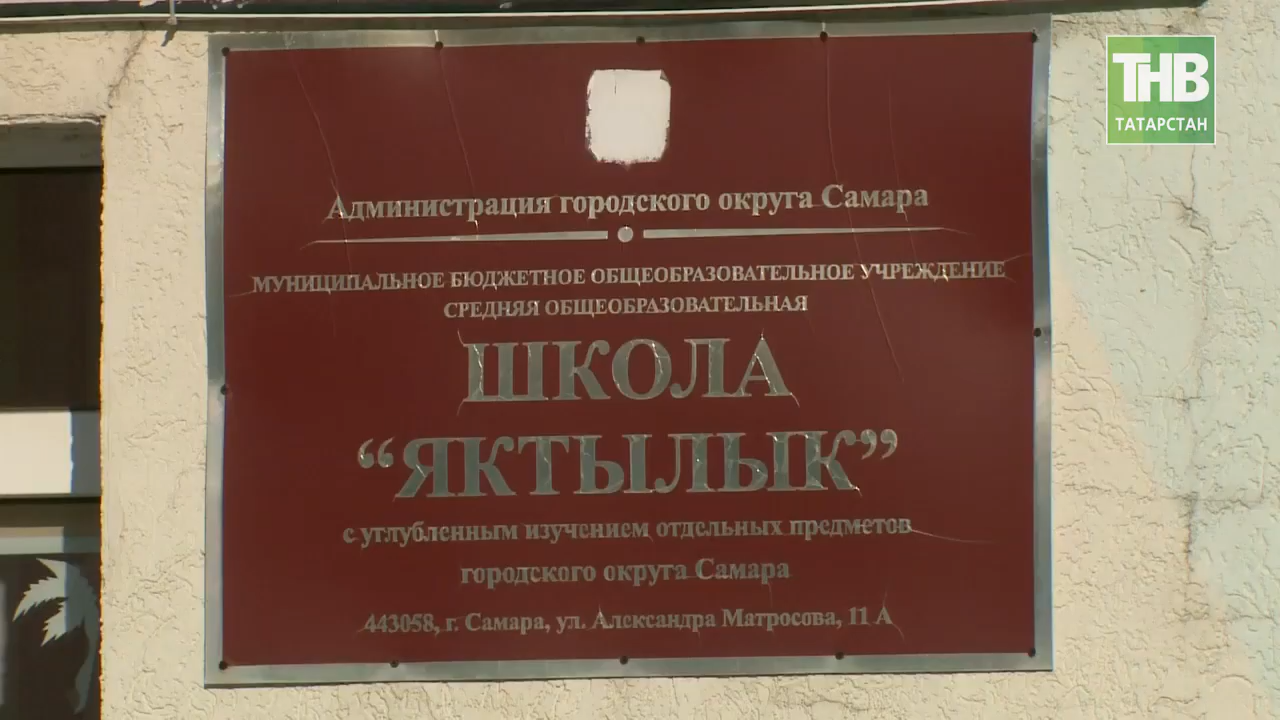 ТНВ
ТАТАРСТАН
Администрация городского округа Самара
МУНИЦИПАЛЬНОЕ БЮДЖЕТНОЕ ОБЩЕОБРАЗОВАТЕЛЬНОЕ УЧРЕЖДЕНИЕ
СРЕДНЯЯ ОБЩЕОБРАЗОВАТЕЛЬНАЯ
ШКОЛА
“ЯКТЫЛЫК”
с углубленным изучением отдельных предметов
городского округа Самара
443058, г. Самара, ул. Александра Матросова, 11 А